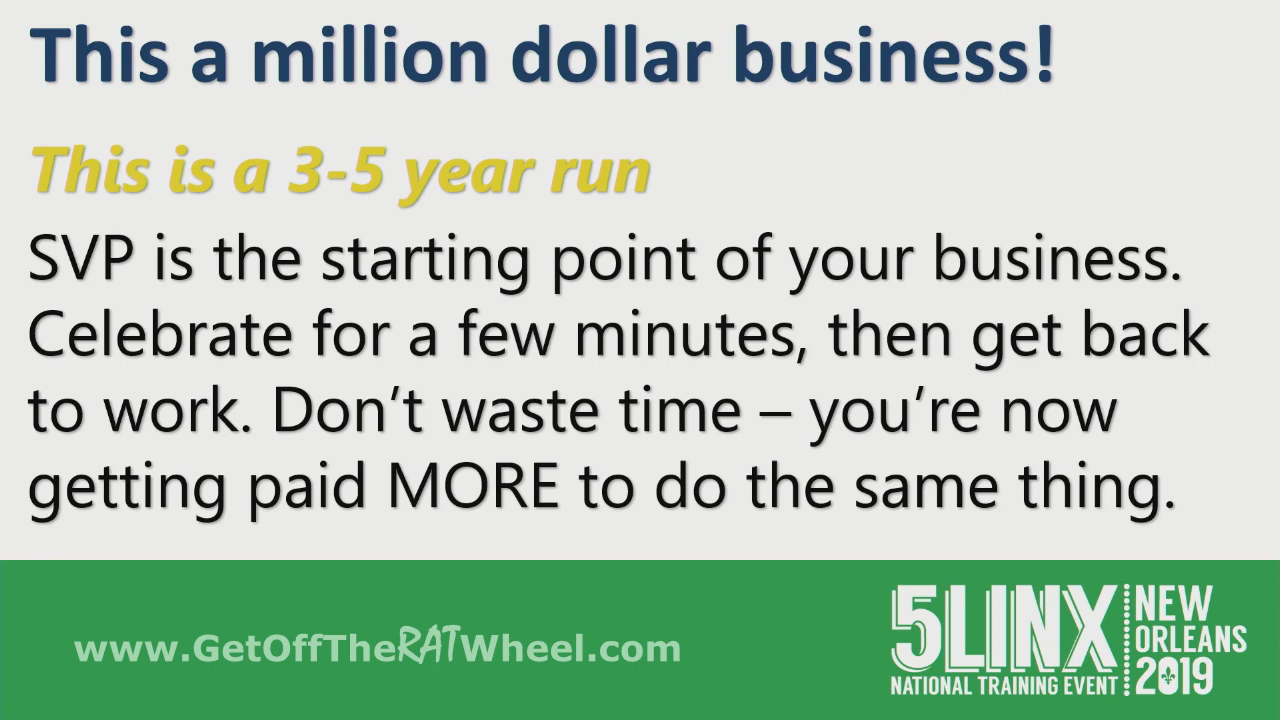 This a million dollar business!
This is a 3-5 year run
SVP is the starting point of your business.
Celebrate for a few minutes, then get back
to work. Don’t waste time – you’re now
getting paid MORE to do the same thing.
www.GetOffTheRATWheel.com
5LINX
NATIONAL TRAINING EVENT
NEW
ORLEANS
2019